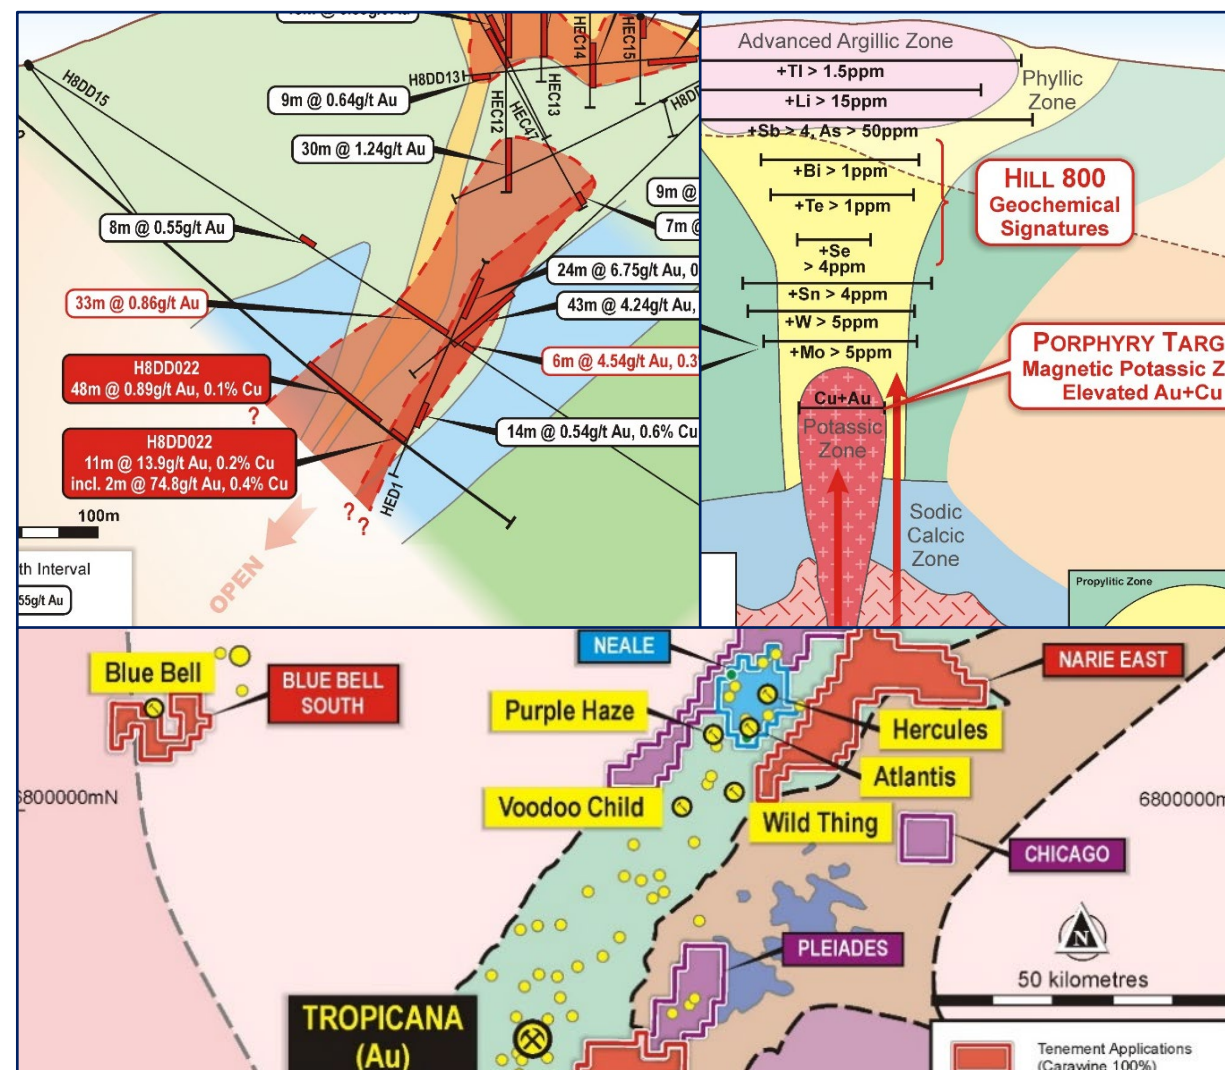 H8DD15
H8DD13
HEC12
HEC47
HEC13
HEC14
HEC15
9m @ 0.64g/t Au
30m @ 1.24g/t Au
8m @ 0.55g/t Au
9m @
7m @
24m @ 6.75g/t Au, 0
43m @ 4.24g/t Au,
33m @ 0.86g/t Au
6m @ 4.54g/t Au, 0.3
H8DD022
48m @ 0.89g/t Au, 0.1% Cu
?
H8DD022
11m @ 13.9g/t Au, 0.2% Cu
incl. 2m @ 74.8g/t Au, 0.4% Cu
14m @ 0.54g/t Au, 0.6% Cu
HED1
? ?
100m
OPEN
th Interval
55g/t Au
Advanced Argillic Zone
+Tl > 1.5ppm
Phyllic
Zone
+Li > 15ppm
+Sb > 4, As > 50ppm
+Bi > 1ppm
+Te > 1ppm
+Se
> 4ppm
+Sn > 4ppm
+W > 5ppm
+Mo > 5ppm
HILL 800
Geochemical
Signatures
PORPHYRY TARG
Magnetic Potassic Z
Elevated Au+Cu
Cu+Au
Potassic
Zone
Sodic
Calcic
Zone
Propylitic Zone
Blue Bell
BLUE BELL
SOUTH
NEALE
NARIE EAST
Purple Haze
Hercules
Atlantis
6800000mN
6800000m
Voodoo Child
Wild Thing
CHICAGO
PLEIADES
N
50 kilometres
TROPICANA
(Au)
Tenement Applications
(Carawine 100%)